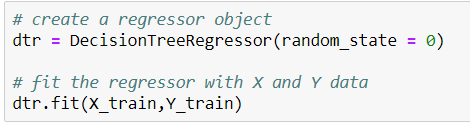 # create a regressor object
dtr = DecisionTreeRegressor(random_state = 0)
# fit the regressor with X and Y data
dtr.fit(X_train,Y_train)